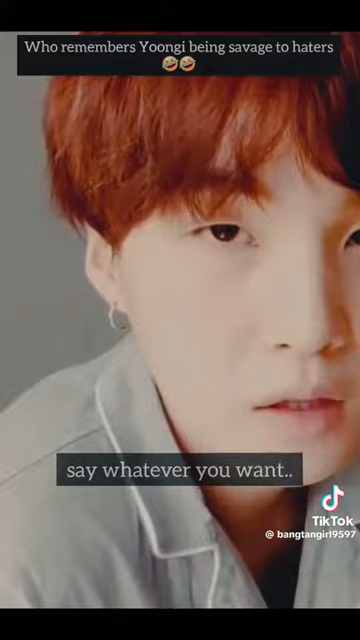 Who remembers Yoongi being savage to haters
🤣🤣
say whatever you want..
TikTok
@ bangtangirl9597